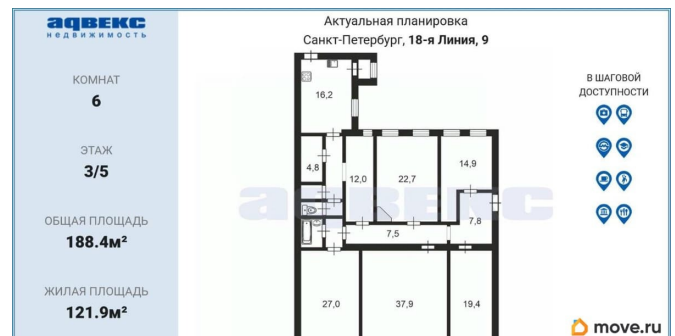 адвекс
НЕДВИЖИМОСТЬ
КОМНАТ
6
ЭТАЖ
3/5
ОБЩАЯ ПЛОЩАДЬ
188.4м²
ЖИЛАЯ ПЛОЩАДЬ
121.9м²
Актуальная планировка
Санкт-Петербург, 18-я Линия, 9
16,2
4,8
12,0
22,7
14,9
адвекс
7,8
7,5
27,0
37,9
19,4
В ШАГОВОЙ
ДОСТУПНОСТИ
move.ru